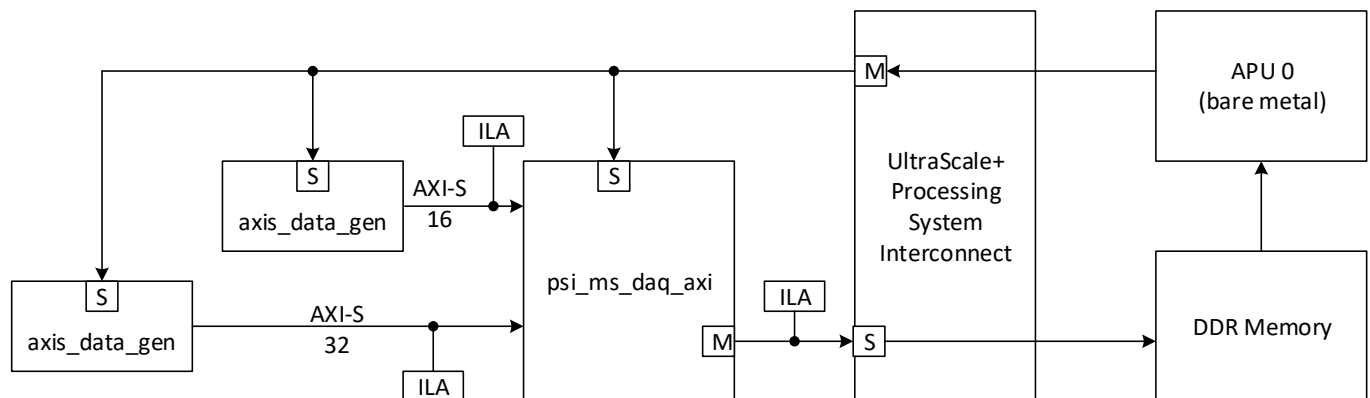 M
APU 0
(bare metal)
ILA
UltraScale+
Processing
System
Interconnect
S
AXI-S
16
axis_data_gen
S
S
axis_data_gen
AXI-S
32
ILA
psi_ms_daq_axi
M
ILA
S
DDR Memory